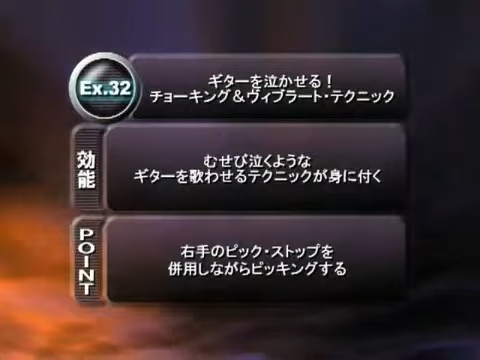 Ex.32
ギターを泣かせる！
チョーキング＆ヴィブラート・テクニック
効能
むせび泣くような
ギターを歌わせるテクニックが身に付く
POINT
右手のピック・ストップを
併用しながらピッキングする